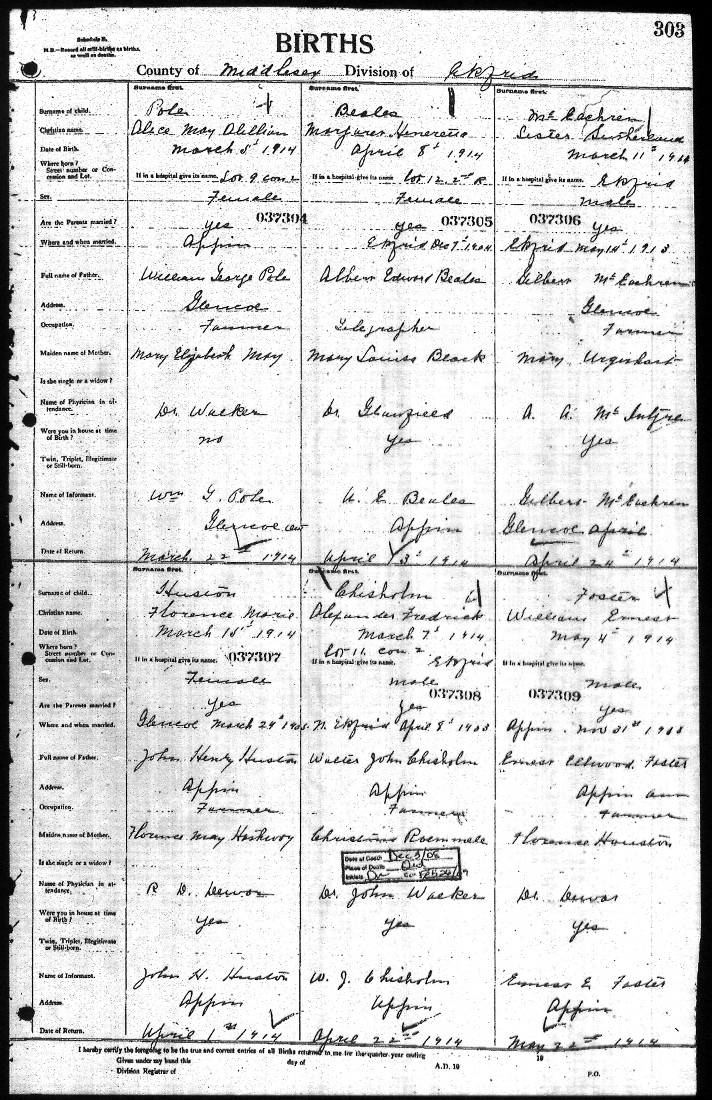 303
Schedule B.
N.B.—Record all still-births as births, as well as deaths.
BIRTHS
County of Middlesex Division of Ekfrid
Surname first. Surname first. Surname first.
Surname of child. Pole Beales McEachren
Christian name. Alice May Margaret Sister
Date of Birth. March 5th 1914 April 8th 1914 March 11th 1914
Where born? Street number or Concession and Lot. If in a hospital give its name. Lot 9 con 2 If in a hospital give its name. Lot 12. 2nd R If in a hospital give its name. Ekfrid
Sex. Female Female male
037304 037305 037306
Are the Parents married? yes yes Yes
Where and when married. Appin Ekfrid Dec 7th 1904 Ekfrid May 14th 1913
Full name of Father. William George Pole Albert Edward Beales Gilbert McEachren
Address. Glencoe Glencoe
Occupation. Farmer Telegrapher Farmer
Maiden name of Mother. Mary Elizabeth May Mary Louise Black Mary Urquhart
Is she single or a widow?
Name of Physician in attendance. Dr. Walker Dr. A. A. McIntyre
Were you in house at time of Birth? no Yes Yes
Twin, Triplet, Illegitimate or Still-born.
Name of Informant. Wm G. Pole A E Beales Gilbert McEachren
Address. Glencoe Appin Glencoe April
Date of Return. March 22nd 1914 April 1914 April 24th 1914
Surname first. Surname first. Surname first.
Surname of child. Huston Chisholm Foster
Christian name. Florence Marie Alexander Fredrick William Ernest
Date of Birth. March 1914 March 7th 1914 May 4th 1914
Where born? Street number or Concession and Lot. Lot 11. con 2
If in a hospital give its name. 037307 If in a hospital give its name. Ekfrid If in a hospital give its name.
Sex. Female male male
037308 037309
Are the Parents married? Yes yes Yes
Where and when married. Glencoe March 29th N. Ekfrid April 8th 1903 Appin. Nov
Full name of Father. John Henry Huston Walter John Chisholm Ernest Ellwood Foster
Address. Appin Appin Appin
Occupation. Farmer Farmer Farmer
Maiden name of Mother. Florence May Christina Florence Houston
Is she single or a widow?
Date of Death Dec 3/08
Place of Death
Initials
Name of Physician in attendance. D. Dewar Dr. John Walker Dr. Dewar
Were you in house at time of Birth? Yes Yes Yes
Twin, Triplet, Illegitimate or Still-born.
Name of Informant. John H. Huston W. J. Chisholm Ernest E Foster
Address Appin Appin Appin
Date of Return. April 1st 1914 April 22nd 1914 May 22nd 1914
I hereby certify the foregoing to be the true and correct entries of all Births returned to me for the quarter year ending 19
Given under my hand this day of A.D. 19
Division Registrar of P.O.